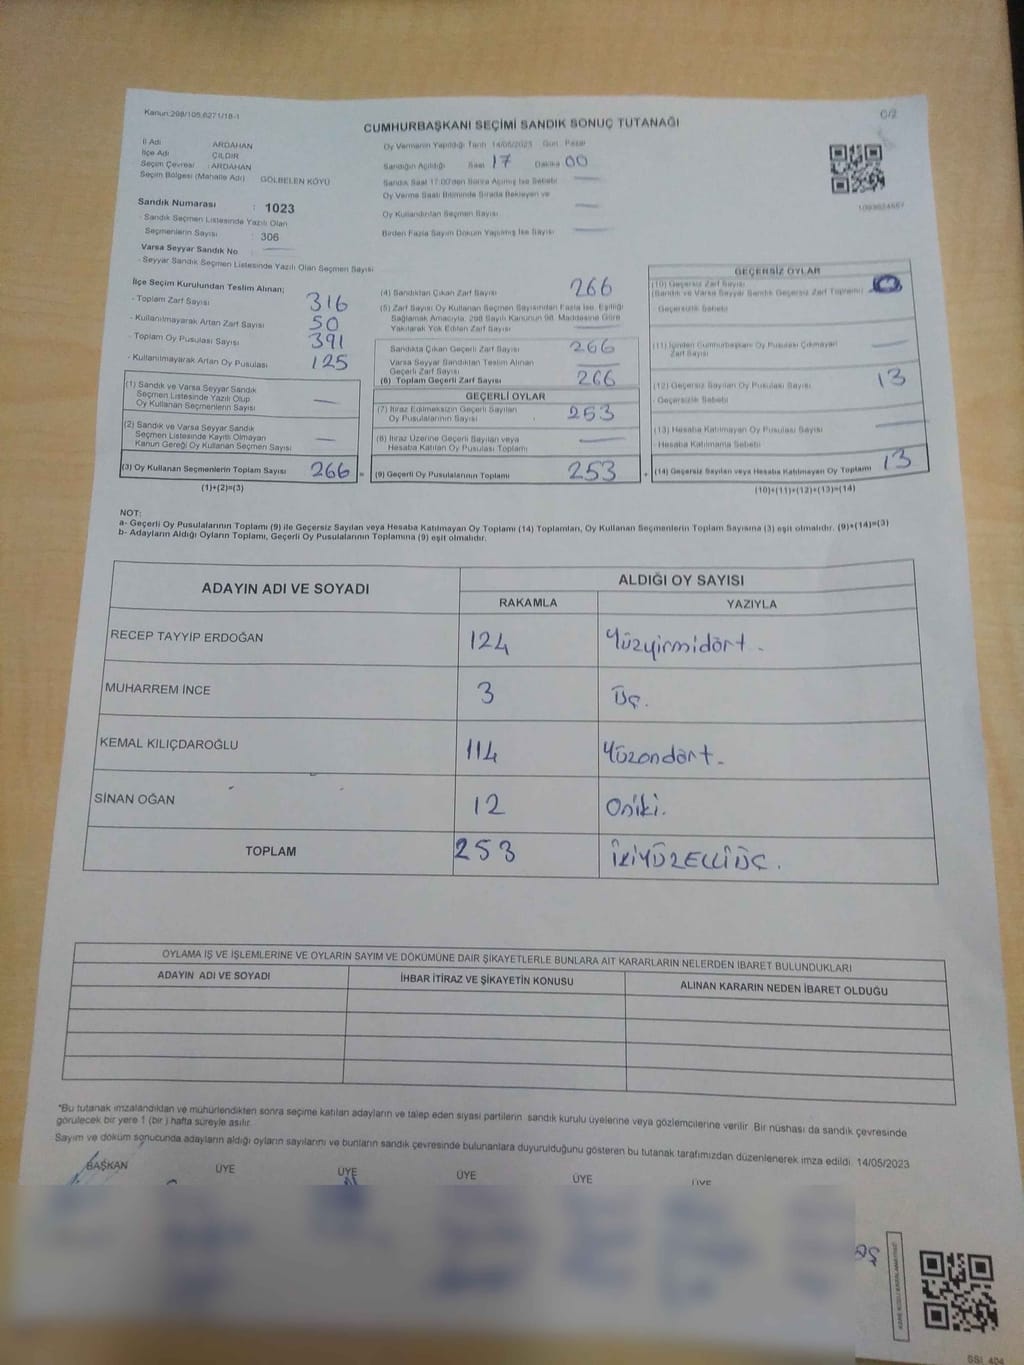 Kanun:298/105,6271/18-1
C/2
CUMHURBAŞKANI SEÇİMİ SANDIK SONUÇ TUTANAĞI
İl Adı : ARDAHAN
İlçe Adı : ÇILDIR
Seçim Çevresi : ARDAHAN
Seçim Bölgesi (Mahalle Adı) : GÖLBELEN KÖYÜ
Sandık Numarası : 1023
- Sandık Seçmen Listesinde Yazılı Olan
Seçmenlerin Sayısı : 306
Varsa Seyyar Sandık No
- Seyyar Sandık Seçmen Listesinde Yazılı Olan Seçmen Sayısı
Oy Vermenin Yapıldığı Tarih 14/05/2023 Gün Pazar
Sandığın Açıldığı Saat 17 Dakika 00
Sandık Saat 17:00'den Sonra Açılmış İse Sebebi
Oy Verme Saati Bitiminde Sırada Bekleyen ve
Oy Kullandırılan Seçmen Sayısı
Birden Fazla Sayım Döküm Yapılmış İse Sayısı
İlçe Seçim Kurulundan Teslim Alınan;
- Toplam Zarf Sayısı 316
- Kullanılmayarak Artan Zarf Sayısı 50
- Toplam Oy Pusulası Sayısı 391
- Kullanılmayarak Artan Oy Pusulası 125
(1) Sandık ve Varsa Seyyar Sandık
Seçmen Listesinde Yazılı Olup
Oy Kullanan Seçmenlerin Sayısı —
(2) Sandık ve Varsa Seyyar Sandık
Seçmen Listesinde Kayıtlı Olmayan
Kanun Gereği Oy Kullanan Seçmen Sayısı —
(3) Oy Kullanan Seçmenlerin Toplam Sayısı 266 =
(1)+(2)=(3)
(4) Sandıktan Çıkan Zarf Sayısı 266
(5) Zarf Sayısı Oy Kullanan Seçmen Sayısından Fazla İse, Eşitliği
Sağlamak Amacıyla, 298 Sayılı Kanunun 98. Maddesine Göre
Yakılarak Yok Edilen Zarf Sayısı
Sandıkta Çıkan Geçerli Zarf Sayısı 266
Varsa Seyyar Sandıktan Teslim Alınan
Geçerli Zarf Sayısı —
(6) Toplam Geçerli Zarf Sayısı 266
GEÇERLİ OYLAR
(7) İtiraz Edilmeksizin Geçerli Sayılan
Oy Pusulalarının Sayısı 253
(8) İtiraz Üzerine Geçerli Sayılan veya
Hesaba Katılan Oy Pusulası Toplamı —
(9) Geçerli Oy Pusulalarının Toplamı 253 +
GEÇERSİZ OYLAR
(10) Geçersiz Zarf Sayısı
(Sandık ve Varsa Seyyar Sandık Geçersiz Zarf Toplamı)
- Geçersizlik Sebebi
(11) İçinden Cumhurbaşkanı Oy Pusulası Çıkmayan
Zarf Sayısı —
(12) Geçersiz Sayılan Oy Pusulası Sayısı 13
- Geçersizlik Sebebi
(13) Hesaba Katılmayan Oy Pusulası Sayısı —
- Hesaba Katılmama Sebebi
(14) Geçersiz Sayılan veya Hesaba Katılmayan Oy Toplamı 13
(10)+(11)+(12)+(13)=(14)
NOT:
a- Geçerli Oy Pusulalarının Toplamı (9) ile Geçersiz Sayılan veya Hesaba Katılmayan Oy Toplamı (14) Toplamları, Oy Kullanan Seçmenlerin Toplam Sayısına (3) eşit olmalıdır. (9)+(14)=(3)
b- Adayların Aldığı Oyların Toplamı, Geçerli Oy Pusulalarının Toplamına (9) eşit olmalıdır.
ADAYIN ADI VE SOYADI
ALDIĞI OY SAYISI
RAKAMLA YAZIYLA
RECEP TAYYİP ERDOĞAN 124 Yüzyirmidört.
MUHARREM İNCE 3 Üç.
KEMAL KILIÇDAROĞLU 114 Yüzondört.
SİNAN OĞAN 12 Oniki.
TOPLAM 253 İKİYÜZELLİÜÇ.
OYLAMA İŞ VE İŞLEMLERİNE VE OYLARIN SAYIM VE DÖKÜMÜNE DAİR ŞİKAYETLERLE BUNLARA AİT KARARLARIN NELERDEN İBARET BULUNDUKLARI
ADAYIN ADI VE SOYADI İHBAR İTİRAZ VE ŞİKAYETİN KONUSU ALINAN KARARIN NEDEN İBARET OLDUĞU
*Bu tutanak imzalandıktan ve mühürlendikten sonra seçime katılan adayların ve talep eden siyasi partilerin sandık kurulu üyelerine veya gözlemcilerine verilir. Bir nüshası da sandık çevresinde
görülecek bir yere 1 (bir ) hafta süreyle asılır.
Sayım ve döküm sonucunda adayların aldığı oyların sayılarını ve bunların sandık çevresinde bulunanlara duyurulduğunu gösteren bu tutanak tarafımızdan düzenlenerek imza edildi. 14/05/2023
BAŞKAN ÜYE ÜYE ÜYE ÜYE ÜYE